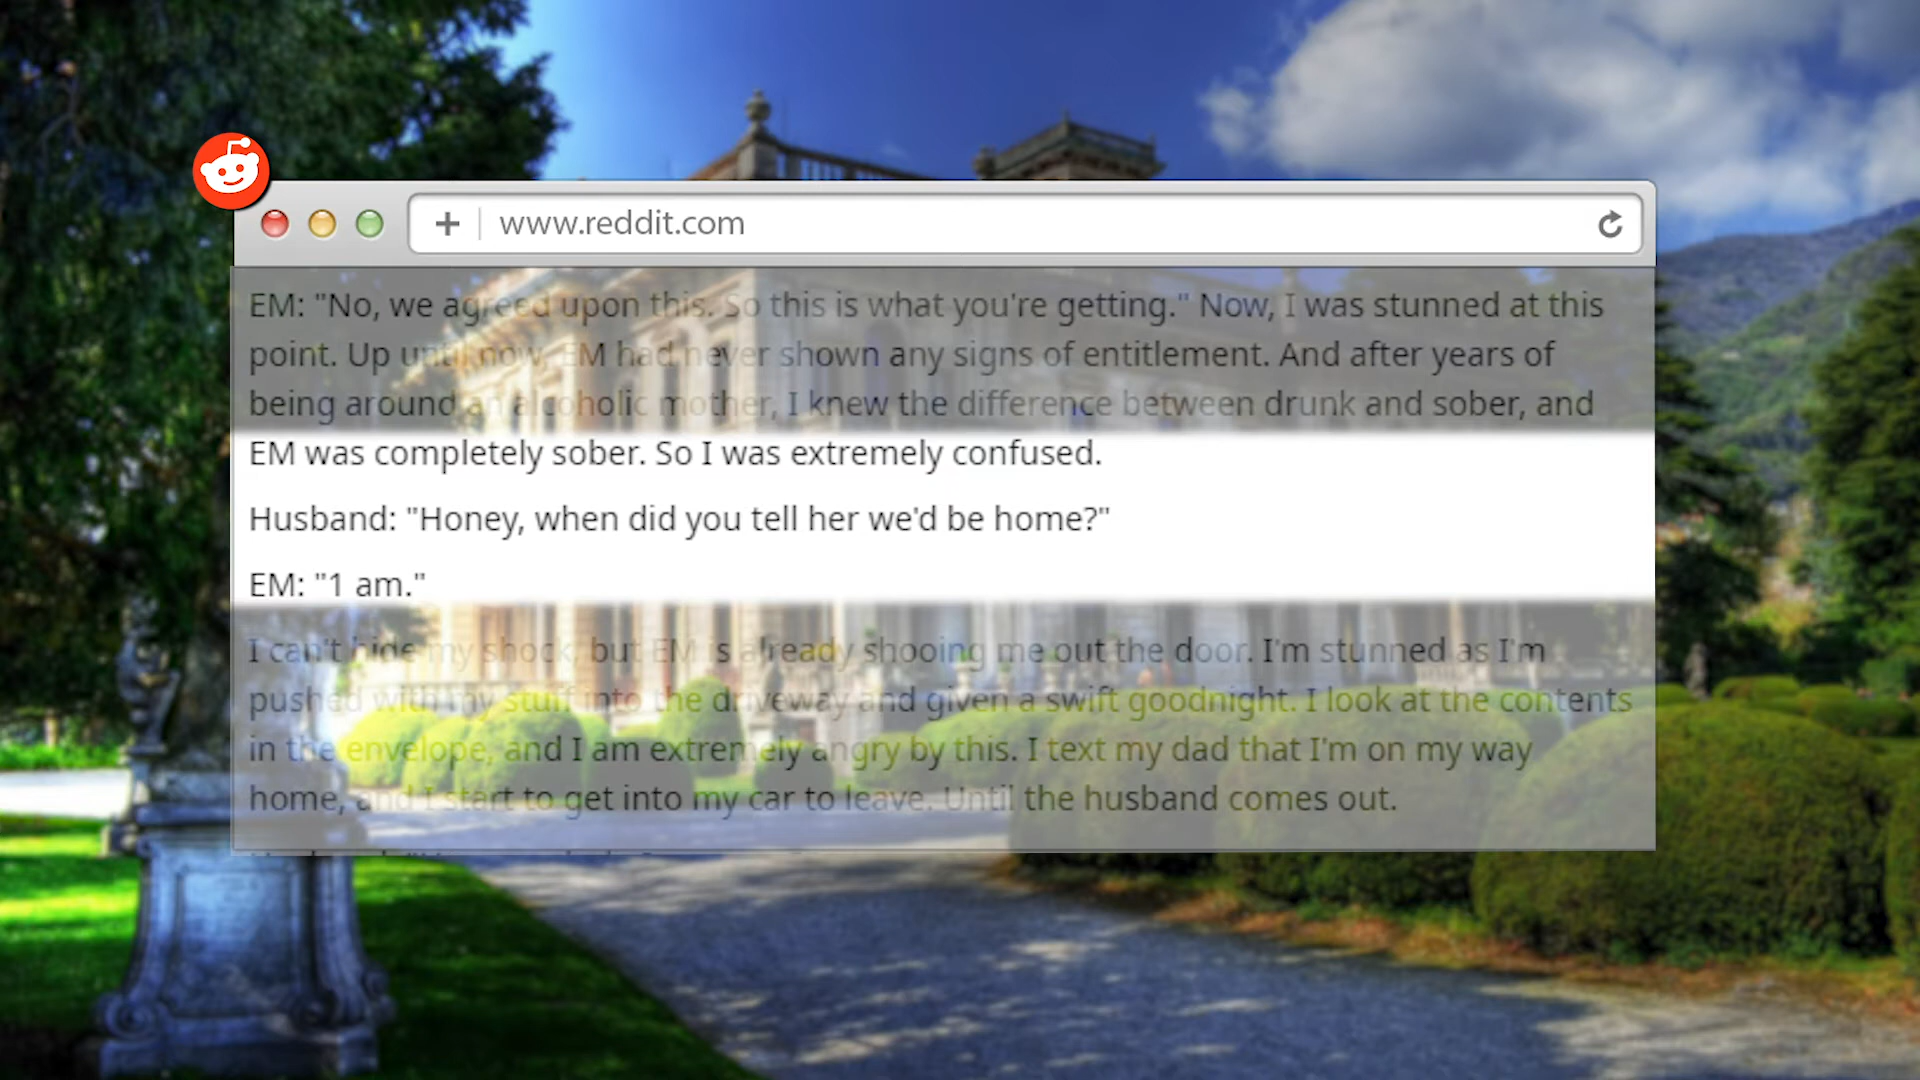 www.reddit.com
EM: "No, we agreed upon this. So this is what you're getting." Now, I was stunned at this
point. Up until now, EM had never shown any signs of entitlement. And after years of
being around an alcoholic mother, I knew the difference between drunk and sober, and
EM was completely sober. So I was extremely confused.
Husband: "Honey, when did you tell her we'd be home?"
EM: "1 am."
I can't hide my shock, but EM is already shooing me out the door. I'm stunned as I'm
pushed with my stuff into the driveway and given a swift goodnight. I look at the contents
in the envelope, and I am extremely angry by this. I text my dad that I'm on my way
home, and I start to get into my car to leave. Until the husband comes out.